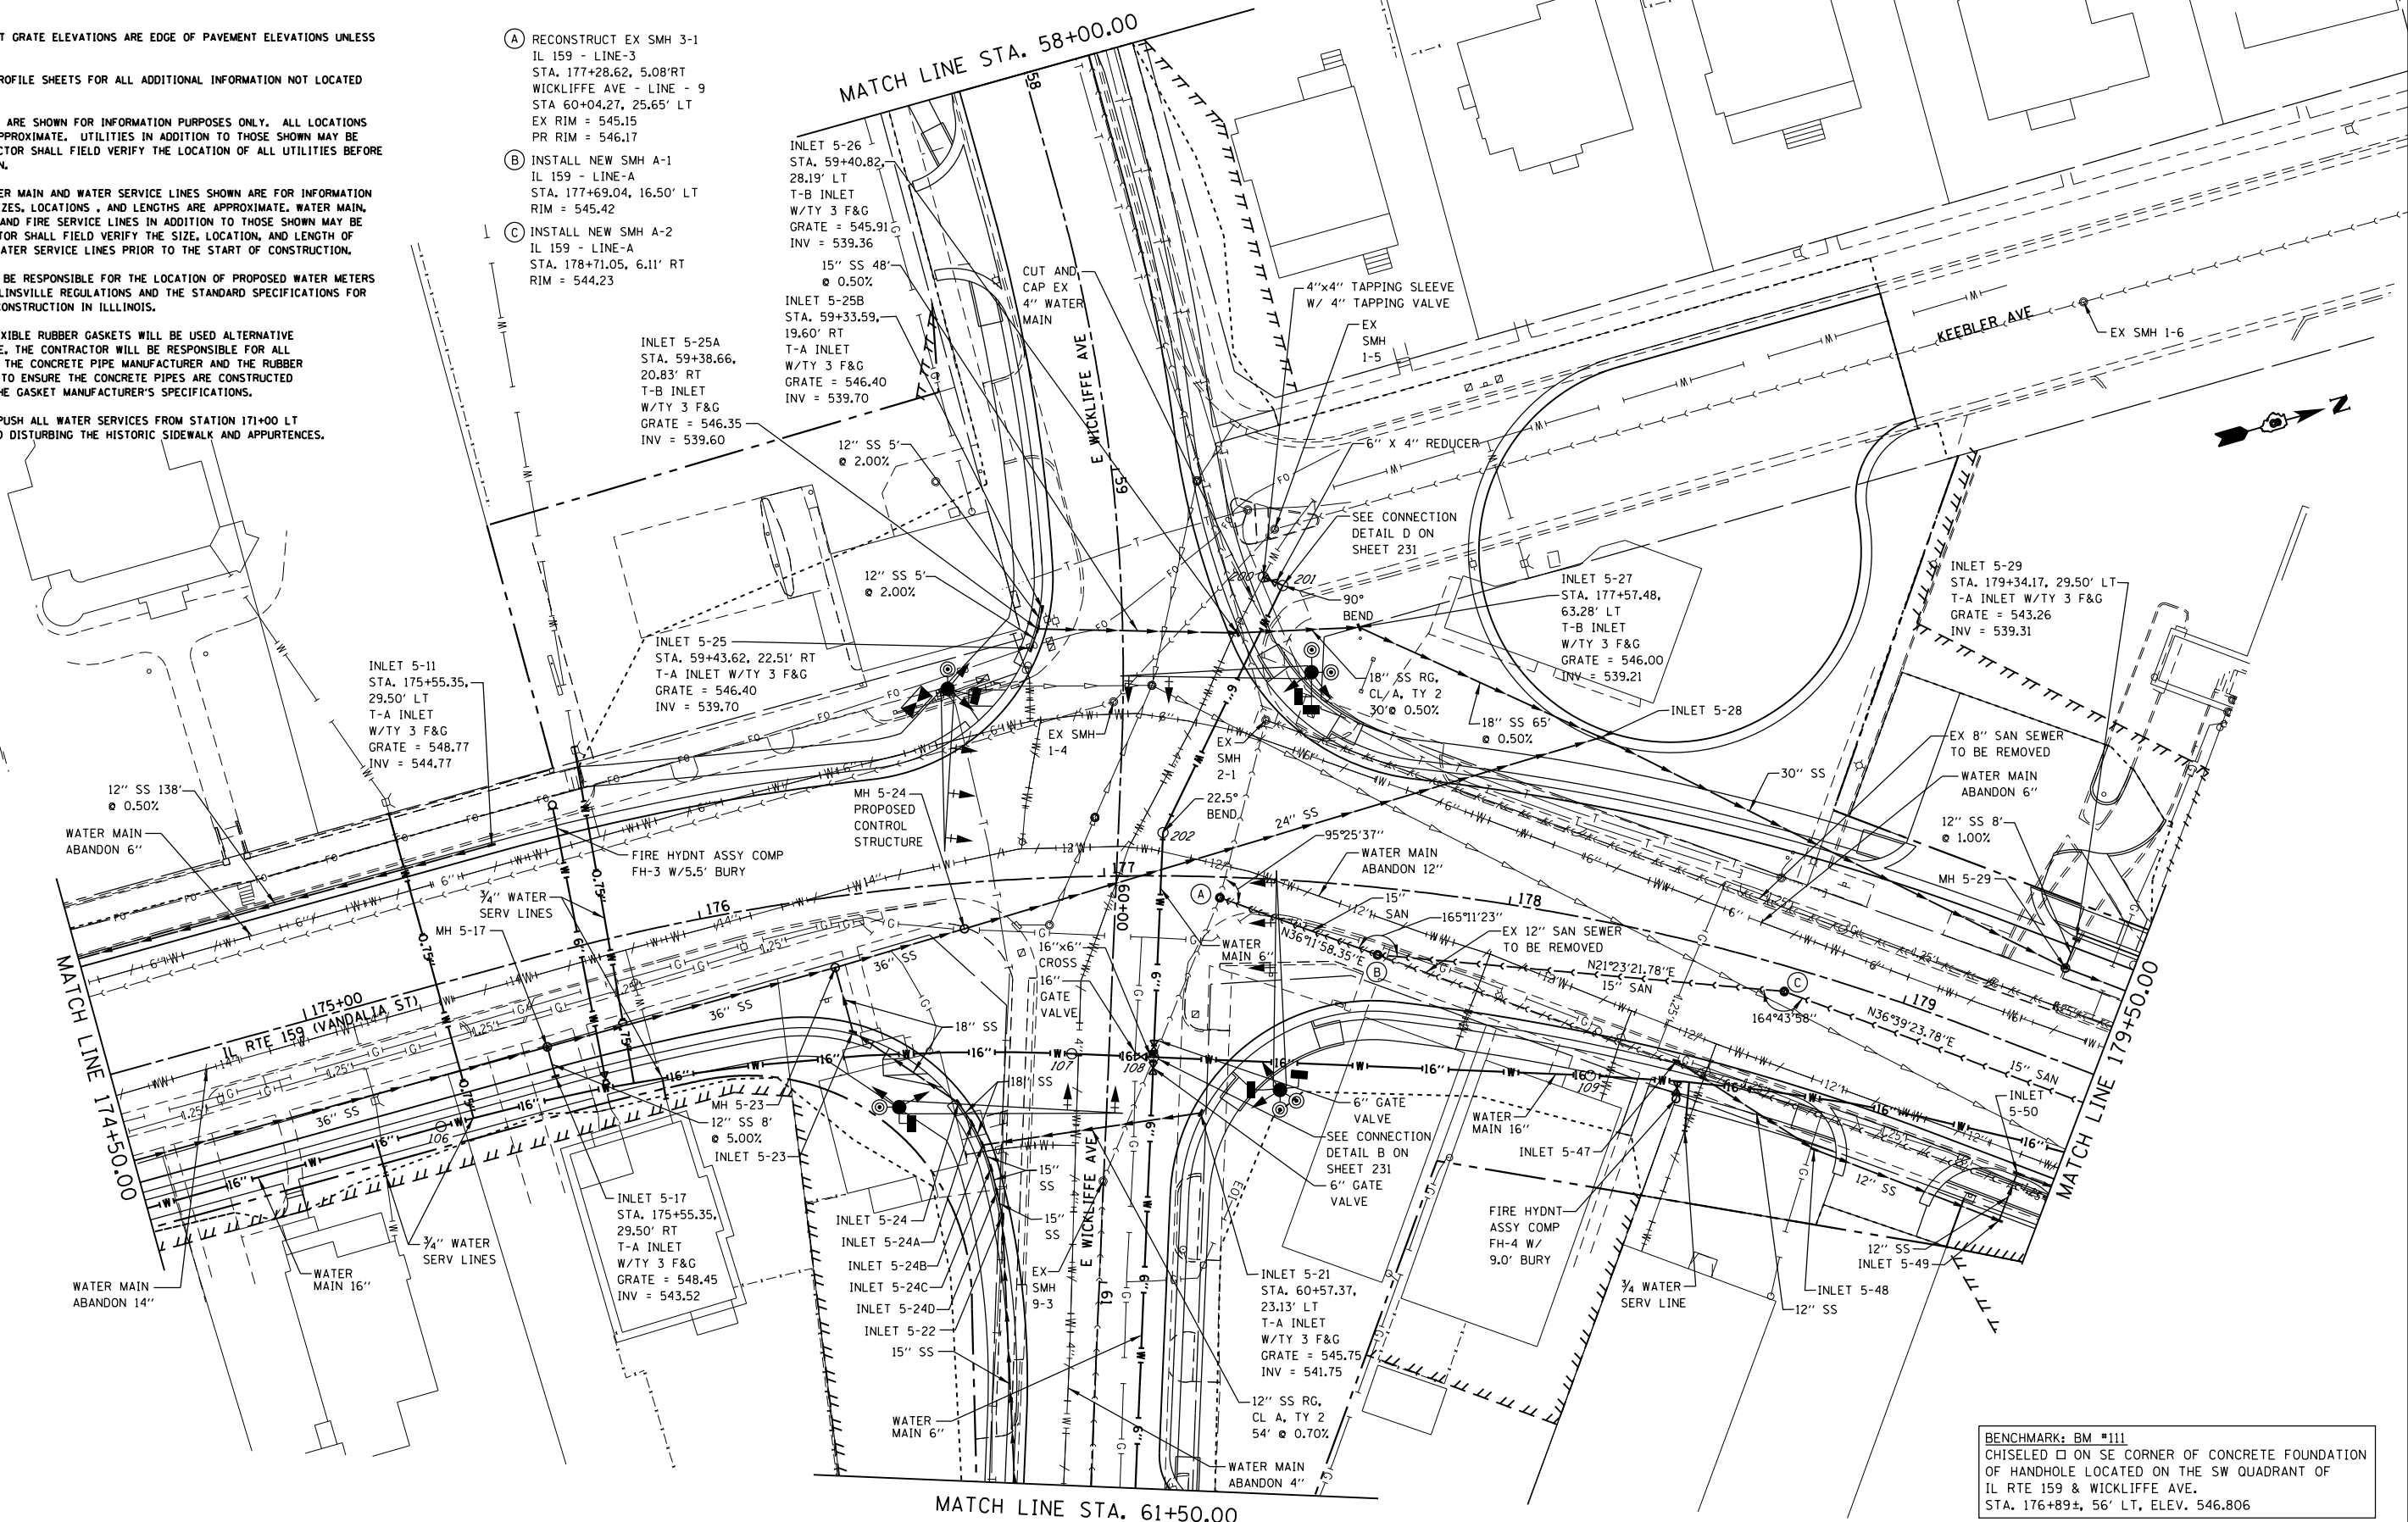 T GRATE ELEVATIONS ARE EDGE OF PAVEMENT ELEVATIONS UNLESS
ROFILE SHEETS FOR ALL ADDITIONAL INFORMATION NOT LOCATED
ARE SHOWN FOR INFORMATION PURPOSES ONLY. ALL LOCATIONS
PPROXIMATE. UTILITIES IN ADDITION TO THOSE SHOWN MAY BE
CTOR SHALL FIELD VERIFY THE LOCATION OF ALL UTILITIES BEFORE
N.
ER MAIN AND WATER SERVICE LINES SHOWN ARE FOR INFORMATION
ZES, LOCATIONS , AND LENGTHS ARE APPROXIMATE. WATER MAIN,
AND FIRE SERVICE LINES IN ADDITION TO THOSE SHOWN MAY BE
TOR SHALL FIELD VERIFY THE SIZE, LOCATION, AND LENGTH OF
ATER SERVICE LINES PRIOR TO THE START OF CONSTRUCTION.
BE RESPONSIBLE FOR THE LOCATION OF PROPOSED WATER METERS
LINSVILLE REGULATIONS AND THE STANDARD SPECIFICATIONS FOR
CONSTRUCTION IN ILLLINOIS.
EXIBLE RUBBER GASKETS WILL BE USED ALTERNATIVE
E, THE CONTRACTOR WILL BE RESPONSIBLE FOR ALL
THE CONCRETE PIPE MANUFACTURER AND THE RUBBER
TO ENSURE THE CONCRETE PIPES ARE CONSTRUCTED
HE GASKET MANUFACTURER'S SPECIFICATIONS.
PUSH ALL WATER SERVICES FROM STATION 171+00 LT
D DISTURBING THE HISTORIC SIDEWALK AND APPURTENCES.
A RECONSTRUCT EX SMH 3-1
IL 159 - LINE-3
STA. 177+28.62, 5.08'RT
WICKLIFFE AVE - LINE - 9
STA 60+04.27, 25.65' LT
EX RIM = 545.15
PR RIM = 546.17
B INSTALL NEW SMH A-1
IL 159 - LINE-A
STA. 177+69.04, 16.50' LT
RIM = 545.42
C INSTALL NEW SMH A-2
IL 159 - LINE-A
STA. 178+71.05, 6.11' RT
RIM = 544.23
MATCH LINE STA. 58+00.00
58
INLET 5-26
STA. 59+40.82,
28.19' LT
T-B INLET
W/TY 3 F&G
GRATE = 545.91
INV = 539.36
15" SS 48'
@ 0.50%
INLET 5-25B
STA. 59+33.59,
19.60' RT
T-A INLET
W/TY 3 F&G
GRATE = 546.40
INV = 539.70
CUT AND
CAP EX
4" WATER
MAIN
4"x4" TAPPING SLEEVE
W/ 4" TAPPING VALVE
EX
SMH
1-5
KEEBLER AVE
EX SMH 1-6
N
INLET 5-25A
STA. 59+38.66,
20.83' RT
T-B INLET
W/TY 3 F&G
GRATE = 546.35
INV = 539.60
12" SS 5'
@ 2.00%
E WICKLIFFE AVE
59
6" X 4" REDUCER
SEE CONNECTION
DETAIL D ON
SHEET 231
12" SS 5'
@ 2.00%
200
201
90°
BEND
INLET 5-27
STA. 177+57.48,
63.28' LT
T-B INLET
W/TY 3 F&G
GRATE = 546.00
INV = 539.21
INLET 5-29
STA. 179+34.17, 29.50' LT
T-A INLET W/TY 3 F&G
GRATE = 543.26
INV = 539.31
INLET 5-25
STA. 59+43.62, 22.51' RT
T-A INLET W/TY 3 F&G
GRATE = 546.40
INV = 539.70
INLET 5-11
STA. 175+55.35,
29.50' LT
T-A INLET
W/TY 3 F&G
GRATE = 548.77
INV = 544.77
18" SS RG,
CL A, TY 2
30' @ 0.50%
18" SS 65'
@ 0.50%
INLET 5-28
EX SMH
1-4
EX
SMH
2-1
EX 8" SAN SEWER
TO BE REMOVED
30" SS
WATER MAIN
ABANDON 6"
12" SS 138'
@ 0.50%
WATER MAIN
ABANDON 6"
MH 5-24
PROPOSED
CONTROL
STRUCTURE
22.5°
BEND
202
24" SS
95°25'37"
12" SS 8'
@ 1.00%
FIRE HYDNT ASSY COMP
FH-3 W/5.5' BURY
WATER MAIN
ABANDON 12"
MH 5-29
¾" WATER
SERV LINES
176
177
178
A
15"
SAN
165°11'23"
MH 5-17
60+00
EX 12" SAN SEWER
TO BE REMOVED
16"x6"
CROSS
WATER
MAIN 6"
N36°11'58.35"E
B
N21°23'21.78"E
15" SAN
C
36" SS
16"
GATE
VALVE
164°43'58"
179
N36°39'23.78"E
MATCH LINE 174+50.00
175+00
IL RTE 159 (VANDALIA ST)
36" SS
18" SS
15" SAN
MATCH LINE 179+50.00
107
108
109
18" SS
36" SS
106
MH 5-23
12" SS 8'
@ 5.00%
INLET 5-23
6" GATE
VALVE
SEE CONNECTION
DETAIL B ON
SHEET 231
6" GATE
VALVE
WATER
MAIN 16"
INLET 5-47
INLET
5-50
15"
SS
12" SS
INLET 5-17
STA. 175+55.35,
29.50' RT
T-A INLET
W/TY 3 F&G
GRATE = 548.45
INV = 543.52
INLET 5-24
INLET 5-24A
INLET 5-24B
INLET 5-24C
INLET 5-24D
INLET 5-22
15" SS
15"
SS
EX
SMH
9-3
E WICKLIFFE AVE
61
FIRE HYDNT
ASSY COMP
FH-4 W/
9.0' BURY
12" SS
INLET 5-49
¾" WATER
SERV LINES
WATER
MAIN 16"
WATER MAIN
ABANDON 14"
INLET 5-21
STA. 60+57.37,
23.13' LT
T-A INLET
W/TY 3 F&G
GRATE = 545.75
INV = 541.75
¾ WATER
SERV LINE
INLET 5-48
12" SS
WATER
MAIN 6"
12" SS RG,
CL A, TY 2
54' @ 0.70%
WATER MAIN
ABANDON 4"
MATCH LINE STA. 61+50.00
BENCHMARK: BM #111
CHISELED □ ON SE CORNER OF CONCRETE FOUNDATION
OF HANDHOLE LOCATED ON THE SW QUADRANT OF
IL RTE 159 & WICKLIFFE AVE.
STA. 176+89±, 56' LT, ELEV. 546.806